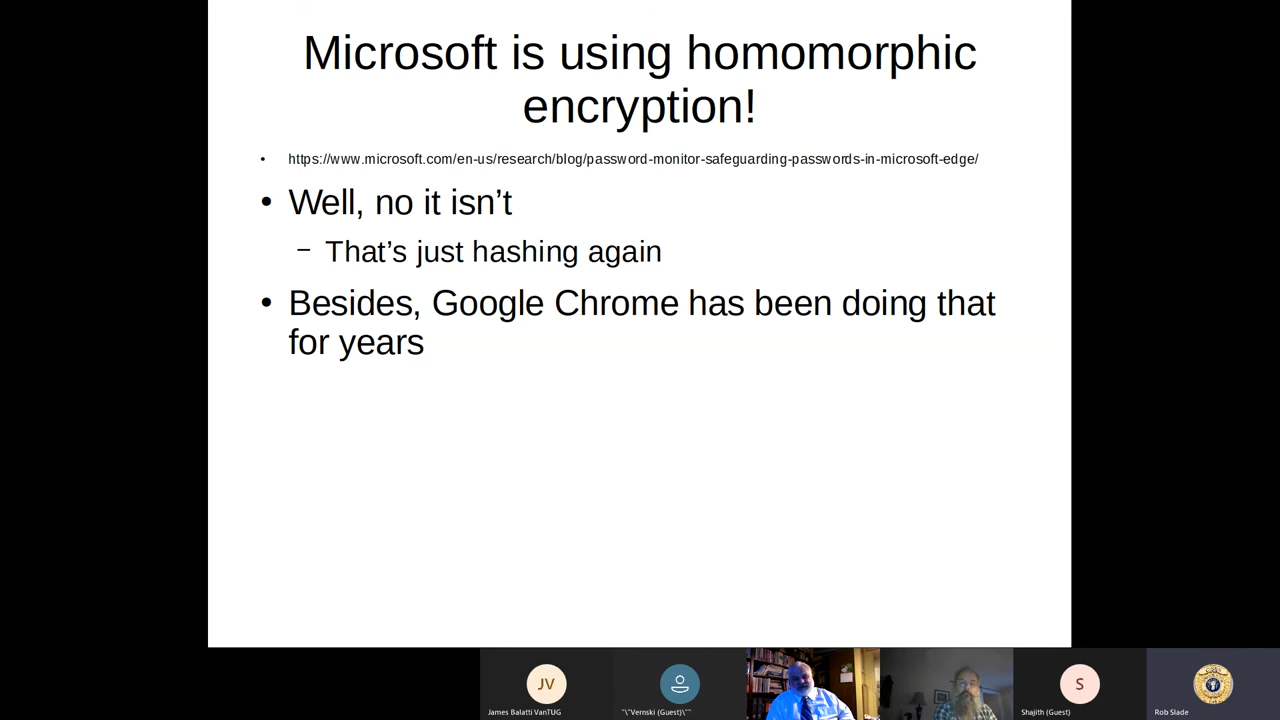 Microsoft is using homomorphic
encryption!
• https://www.microsoft.com/en-us/research/blog/password-monitor-safeguarding-passwords-in-microsoft-edge/
• Well, no it isn’t
– That’s just hashing again
• Besides, Google Chrome has been doing that
for years
JV
S
James Balatti VanTUG
"\"Vernski (Guest)\""
Shajith (Guest)
Rob Slade